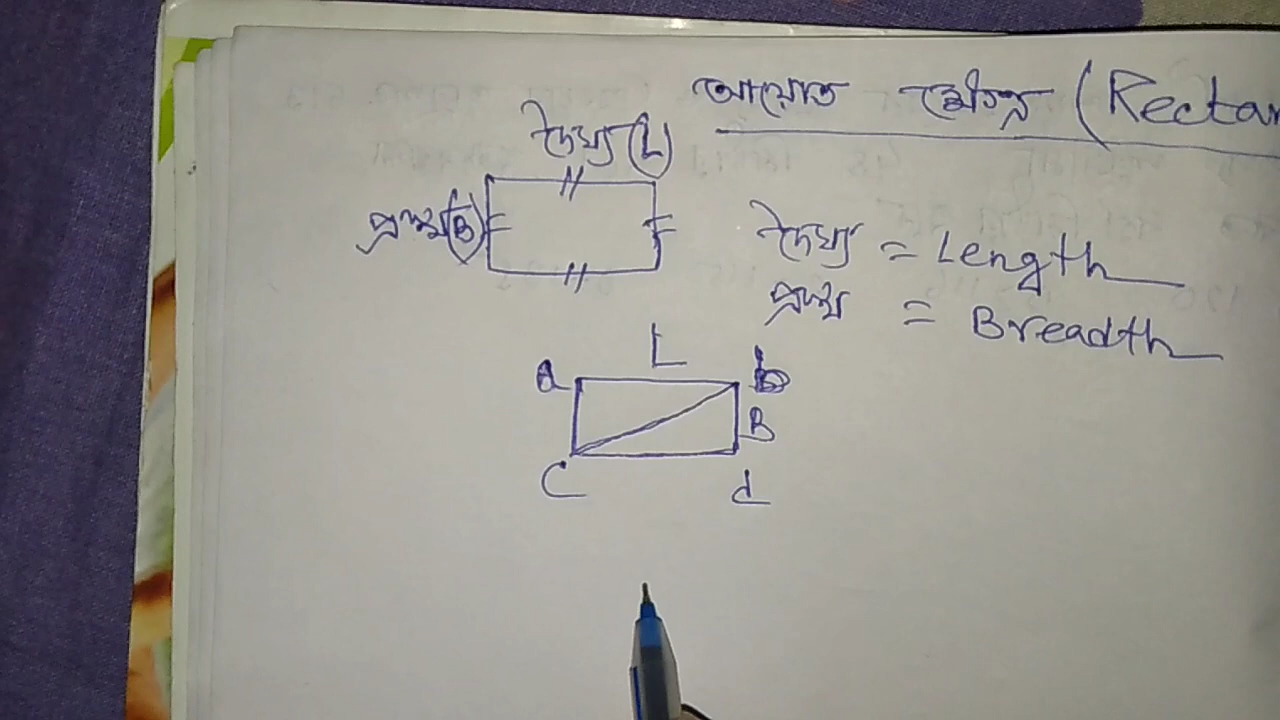 আয়োত ক্ষেত্র (Rectan
দৈঘ্য (L)
প্রস্থ (B)
দৈঘ্য = Length
প্রস্থ = Breadth
L
a b
B
C d